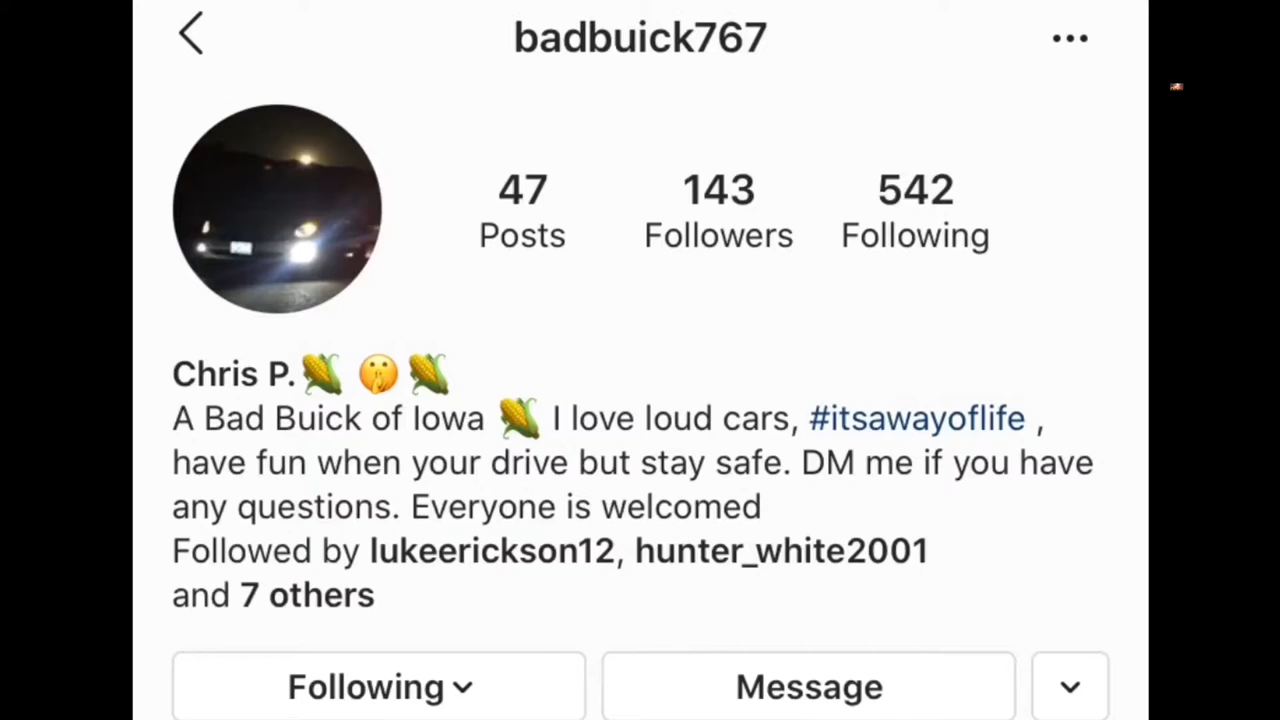 badbuick767
47 143 542
Posts Followers Following
Chris P.🌽 🤫 🌽
A Bad Buick of Iowa 🌽 I love loud cars, #itsawayoflife ,
have fun when your drive but stay safe. DM me if you have
any questions. Everyone is welcomed
Followed by lukeerickson12, hunter_white2001
and 7 others
Following Message